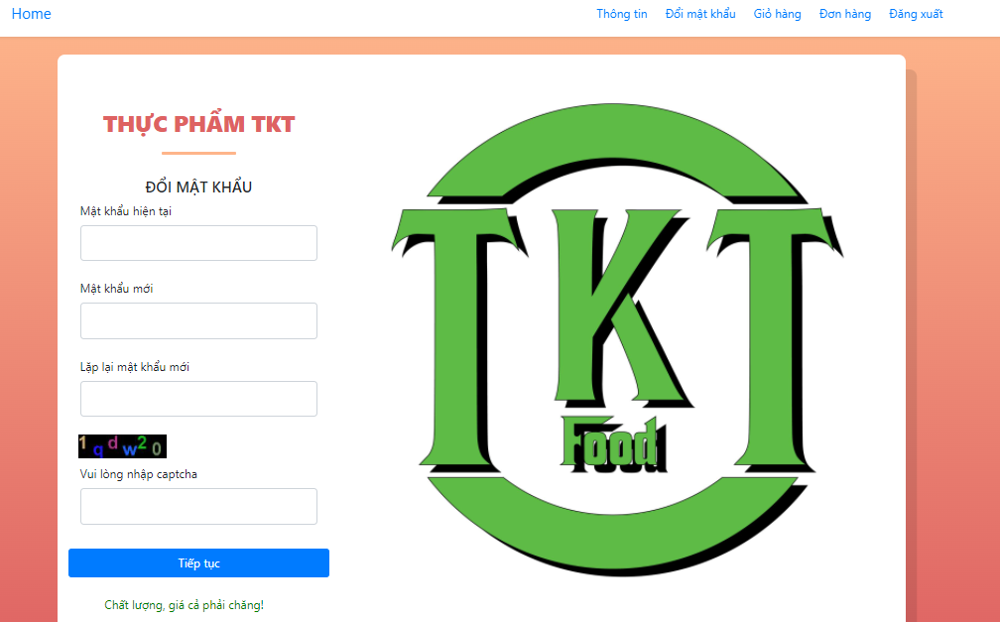 Home
Thông tin
Đổi mật khẩu
Giỏ hàng
Đơn hàng
Đăng xuất
THỰC PHẨM TKT
ĐỔI MẬT KHẨU
Mật khẩu hiện tại
Mật khẩu mới
Lặp lại mật khẩu mới
1qdw20
Vui lòng nhập captcha
Tiếp tục
Chất lượng, giá cả phải chăng!
TKT
Food